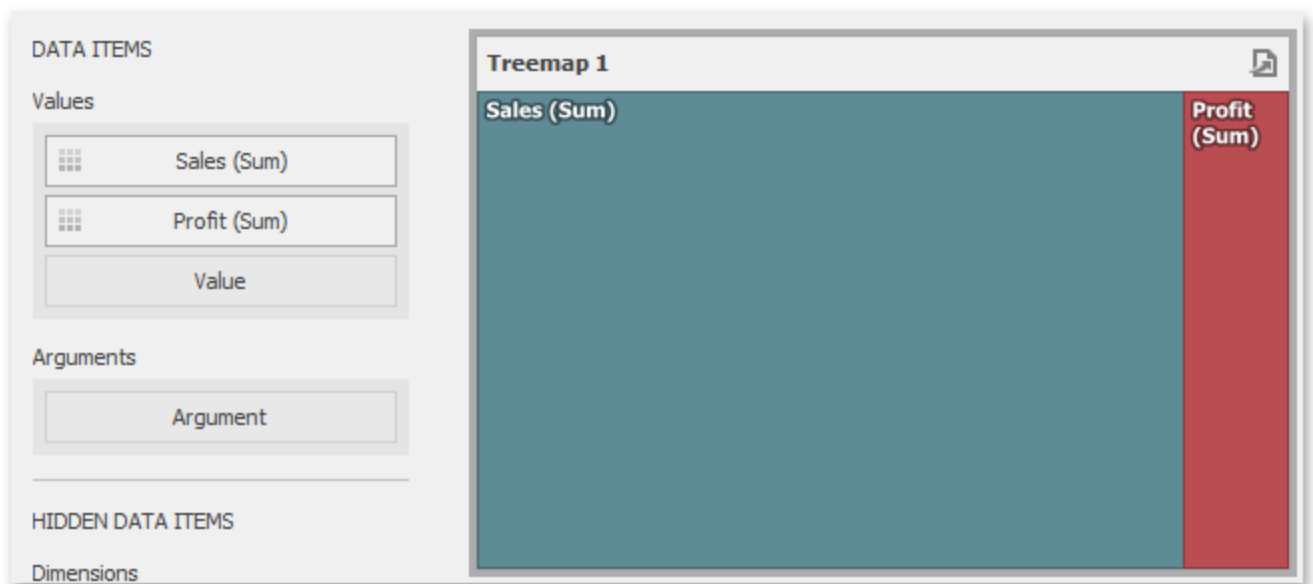 DATA ITEMS
Values
Sales (Sum)
Profit (Sum)
Value
Arguments
Argument
HIDDEN DATA ITEMS
Dimensions
Treemap 1
Sales (Sum)
Profit
(Sum)